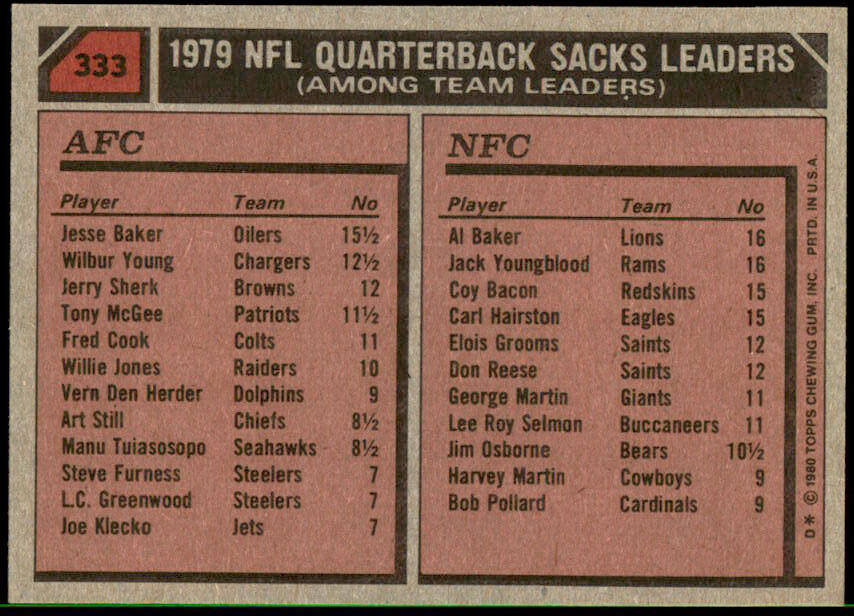 333
1979 NFL QUARTERBACK SACKS LEADERS
(AMONG TEAM LEADERS)
AFC
Player Team No
Jesse Baker Oilers 15½
Wilbur Young Chargers 12½
Jerry Sherk Browns 12
Tony McGee Patriots 11½
Fred Cook Colts 11
Willie Jones Raiders 10
Vern Den Herder Dolphins 9
Art Still Chiefs 8½
Manu Tuiasosopo Seahawks 8½
Steve Furness Steelers 7
L.C. Greenwood Steelers 7
Joe Klecko Jets 7
NFC
Player Team No
Al Baker Lions 16
Jack Youngblood Rams 16
Coy Bacon Redskins 15
Carl Hairston Eagles 15
Elois Grooms Saints 12
Don Reese Saints 12
George Martin Giants 11
Lee Roy Selmon Buccaneers 11
Jim Osborne Bears 10½
Harvey Martin Cowboys 9
Bob Pollard Cardinals 9
D* © 1980 TOPPS CHEWING GUM, INC. PRTD. IN U.S.A.